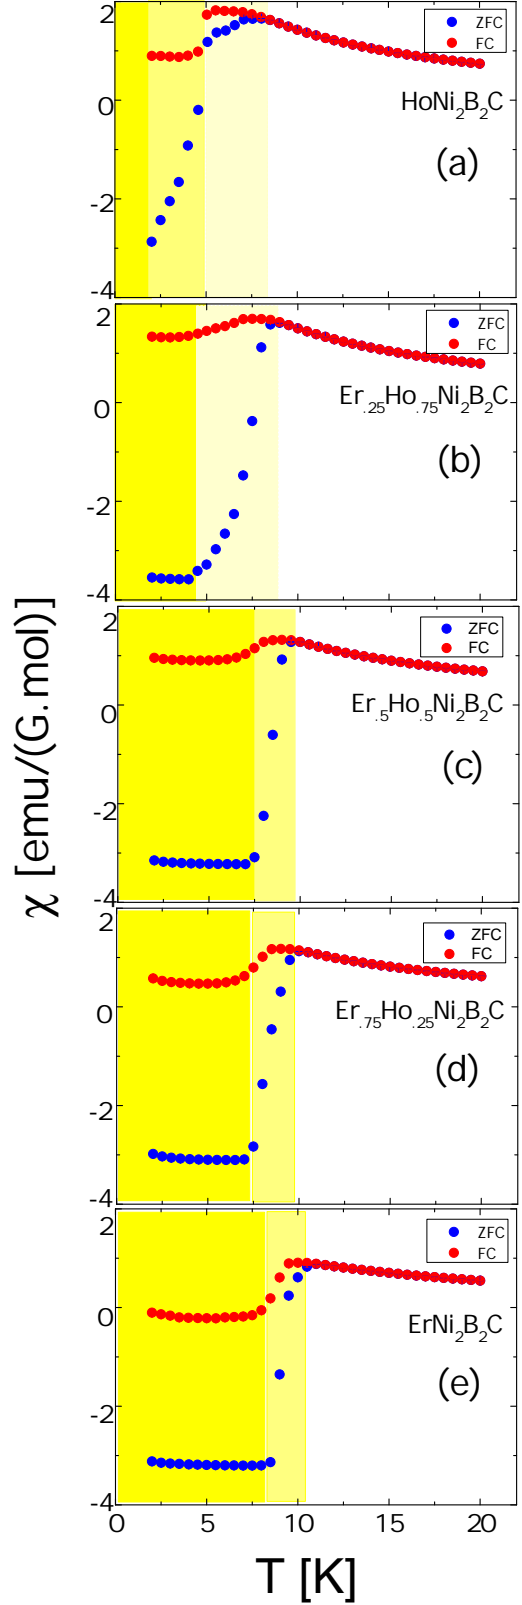 2
0
-2
-4
ZFC
FC
HoNi₂B₂C
(a)
2
0
-2
-4
ZFC
FC
Er.₂₅Ho.₇₅Ni₂B₂C
(b)
2
0
-2
-4
ZFC
FC
Er.₅Ho.₅Ni₂B₂C
(c)
2
0
-2
-4
ZFC
FC
Er.₇₅Ho.₂₅Ni₂B₂C
(d)
2
0
-2
-4
ZFC
FC
ErNi₂B₂C
(e)
0 5 10 15 20
T [K]
χ [emu/(G.mol)]